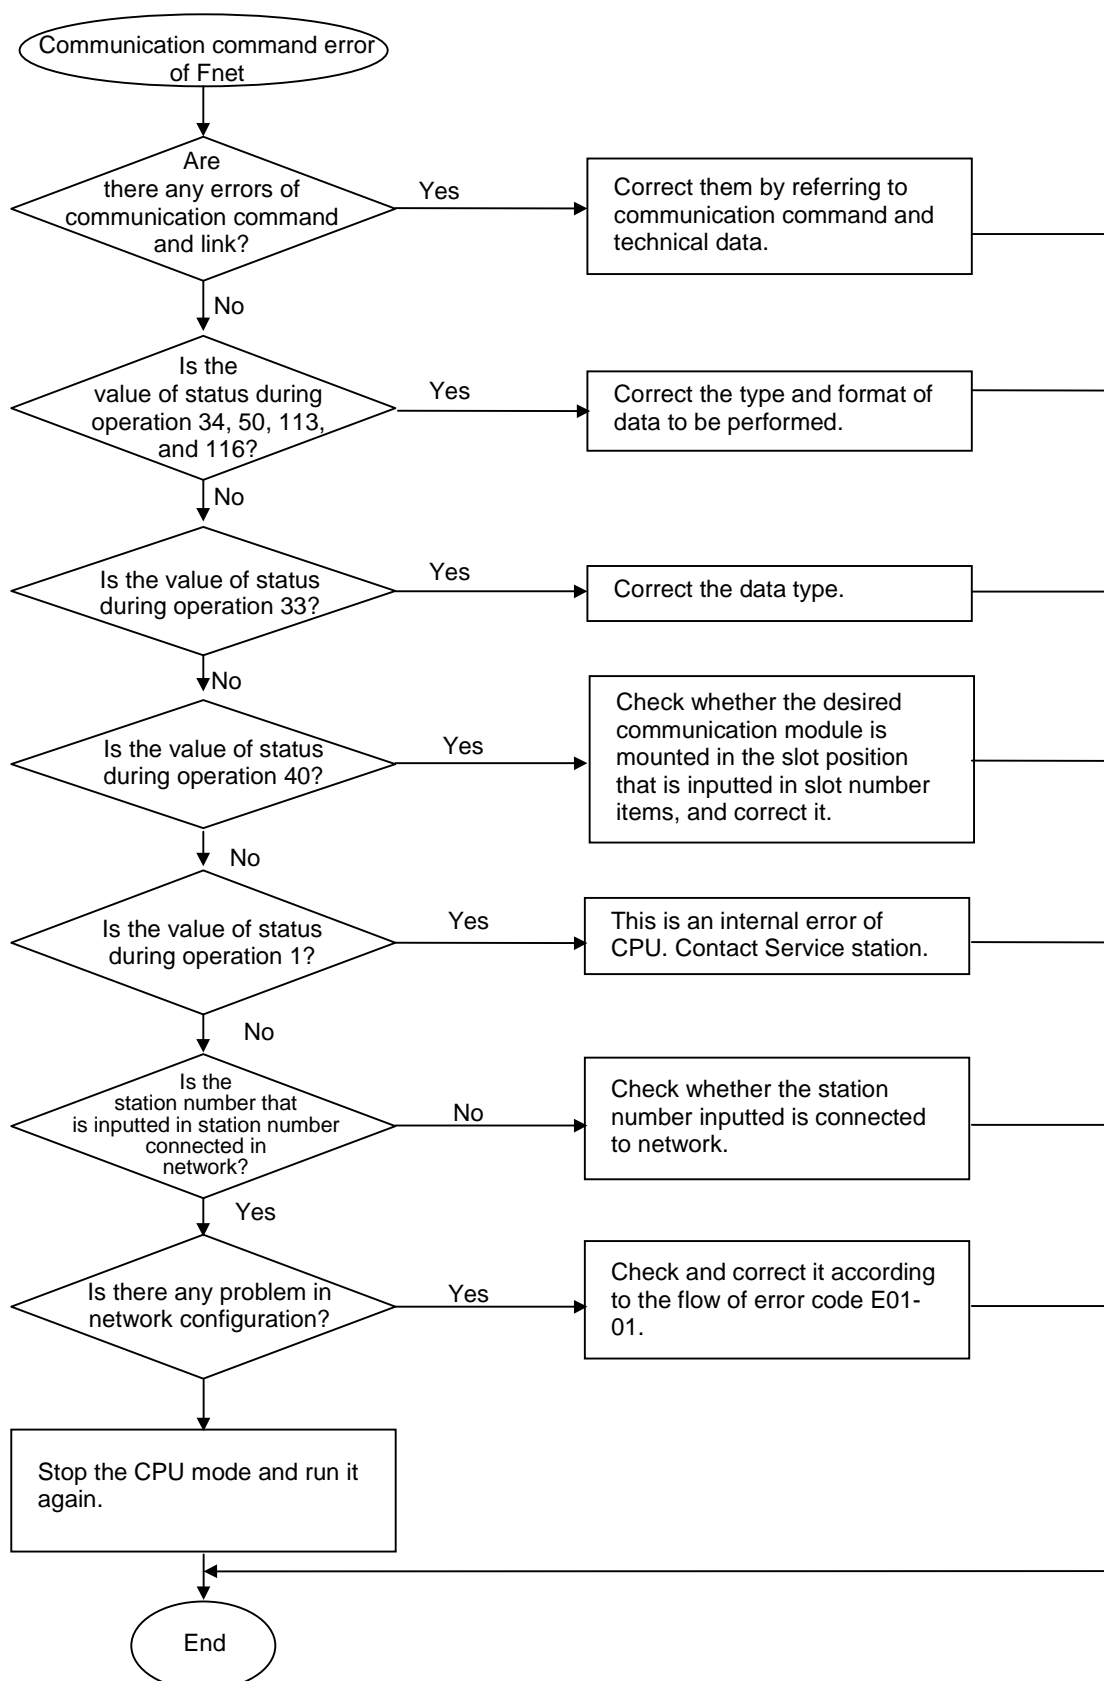 Communication command error
of Fnet
Are
there any errors of
communication command
and link?
Yes
Correct them by referring to
communication command and
technical data.
No
Is the
value of status during
operation 34, 50, 113,
and 116?
Yes
Correct the type and format of
data to be performed.
No
Is the value of status
during operation 33?
Yes
Correct the data type.
No
Is the value of status
during operation 40?
Yes
Check whether the desired
communication module is
mounted in the slot position
that is inputted in slot number
items, and correct it.
No
Is the value of status
during operation 1?
Yes
This is an internal error of
CPU. Contact Service station.
No
Is the
station number that
is inputted in station number
connected in
network?
No
Check whether the station
number inputted is connected
to network.
Yes
Is there any problem in
network configuration?
Yes
Check and correct it according
to the flow of error code E01-
01.
Stop the CPU mode and run it
again.
End